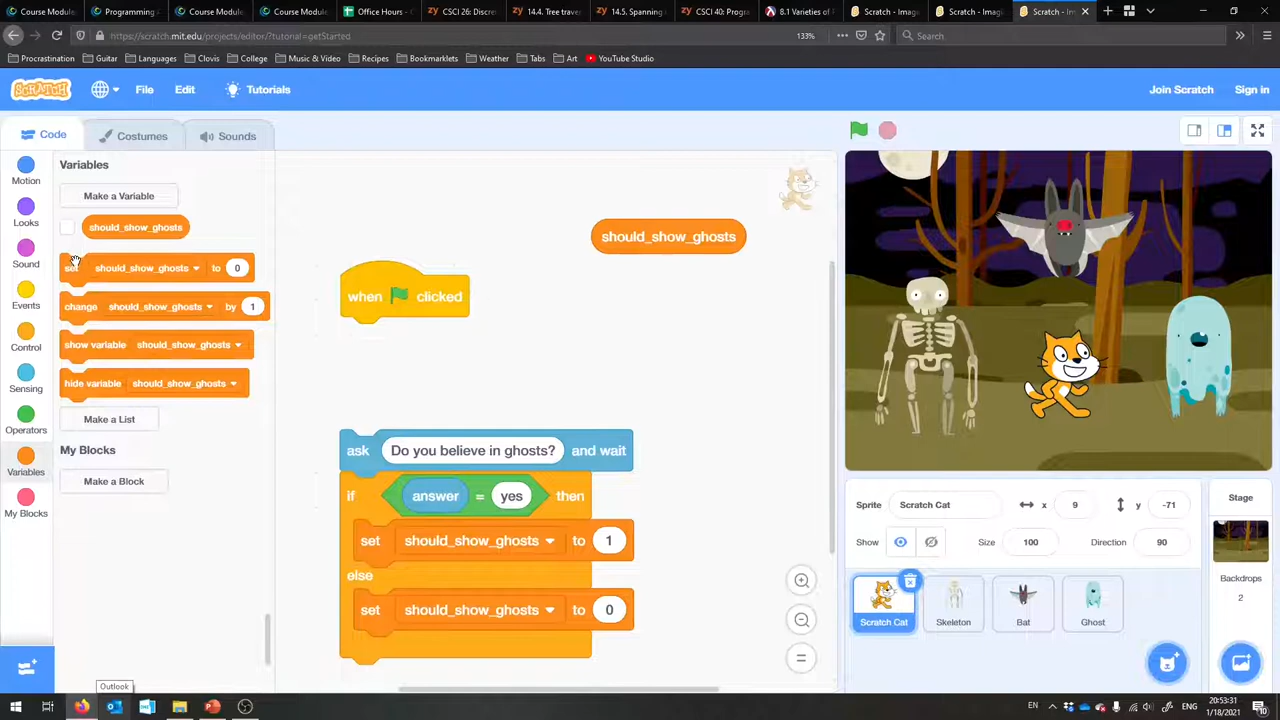 Course Module
Programming
Course Module
Course Module
Office Hours -
CSCI 26: Discre
14.4. Tree trave
14.5. Spanning
CSCI 40: Progra
8.1 Varieties of
Scratch - Imagi
Scratch - Imagi
Scratch - Im
https://scratch.mit.edu/projects/editor/?tutorial=getStarted
133%
Search
Procrastination
Guitar
Languages
Clovis
College
Music & Video
Recipes
Bookmarklets
Weather
Tabs
Art
YouTube Studio
SCRATCH
File
Edit
Tutorials
Join Scratch
Sign in
Code
Costumes
Sounds
Motion
Looks
Sound
Events
Control
Sensing
Operators
Variables
My Blocks
Variables
Make a Variable
should_show_ghosts
set should_show_ghosts to 0
change should_show_ghosts by 1
show variable should_show_ghosts
hide variable should_show_ghosts
Make a List
My Blocks
Make a Block
should_show_ghosts
when clicked
ask Do you believe in ghosts? and wait
if answer = yes then
set should_show_ghosts to 1
else
set should_show_ghosts to 0
Sprite Scratch Cat x 9 y -71
Show Size 100 Direction 90
Scratch Cat
Skeleton
Bat
Ghost
Stage
Backdrops
2
Outlook
EN
20:53:31
1/18/2021